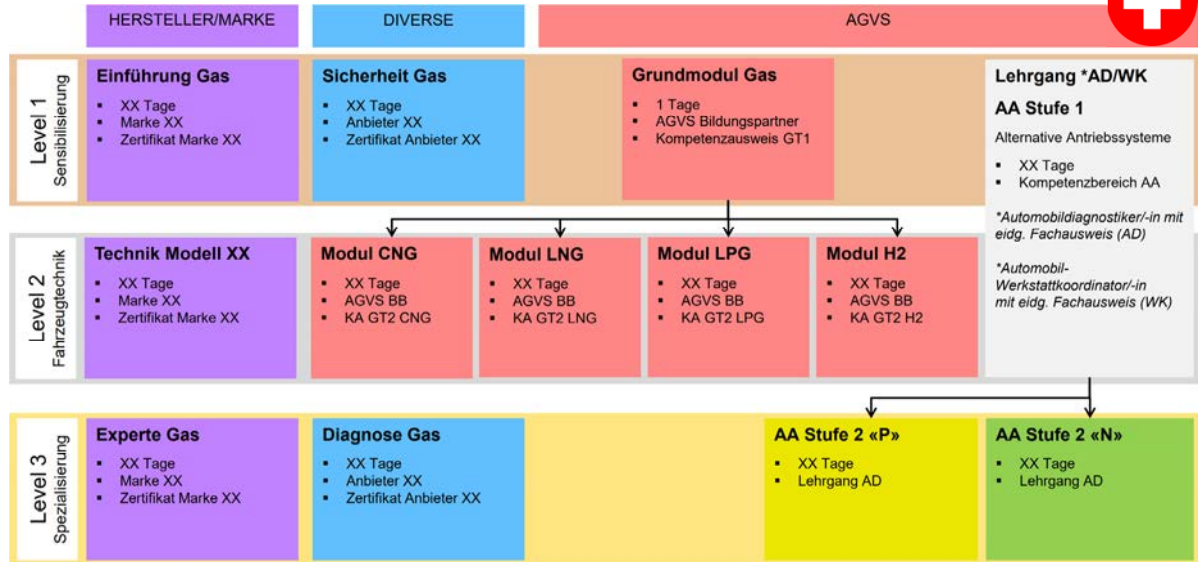 HERSTELLER/MARKE
DIVERSE
AGVS
Level 1
Sensibilisierung
Einführung Gas
▪ XX Tage
▪ Marke XX
▪ Zertifikat Marke XX
Sicherheit Gas
▪ XX Tage
▪ Anbieter XX
▪ Zertifikat Anbieter XX
Grundmodul Gas
▪ 1 Tage
▪ AGVS Bildungspartner
▪ Kompetenzausweis GT1
Lehrgang *AD/WK
AA Stufe 1
Alternative Antriebssysteme
▪ XX Tage
▪ Kompetenzbereich AA
*Automobildiagnostiker/-in mit
eidg. Fachausweis (AD)
*Automobil-
Werkstattkoordinator/-in
mit eidg. Fachausweis (WK)
Level 2
Fahrzeugtechnik
Technik Modell XX
▪ XX Tage
▪ Marke XX
▪ Zertifikat Marke XX
Modul CNG
▪ XX Tage
▪ AGVS BB
▪ KA GT2 CNG
Modul LNG
▪ XX Tage
▪ AGVS BB
▪ KA GT2 LNG
Modul LPG
▪ XX Tage
▪ AGVS BB
▪ KA GT2 LPG
Modul H2
▪ XX Tage
▪ AGVS BB
▪ KA GT2 H2
Level 3
Spezialisierung
Experte Gas
▪ XX Tage
▪ Marke XX
▪ Zertifikat Marke XX
Diagnose Gas
▪ XX Tage
▪ Anbieter XX
▪ Zertifikat Anbieter XX
AA Stufe 2 «P»
▪ XX Tage
▪ Lehrgang AD
AA Stufe 2 «N»
▪ XX Tage
▪ Lehrgang AD